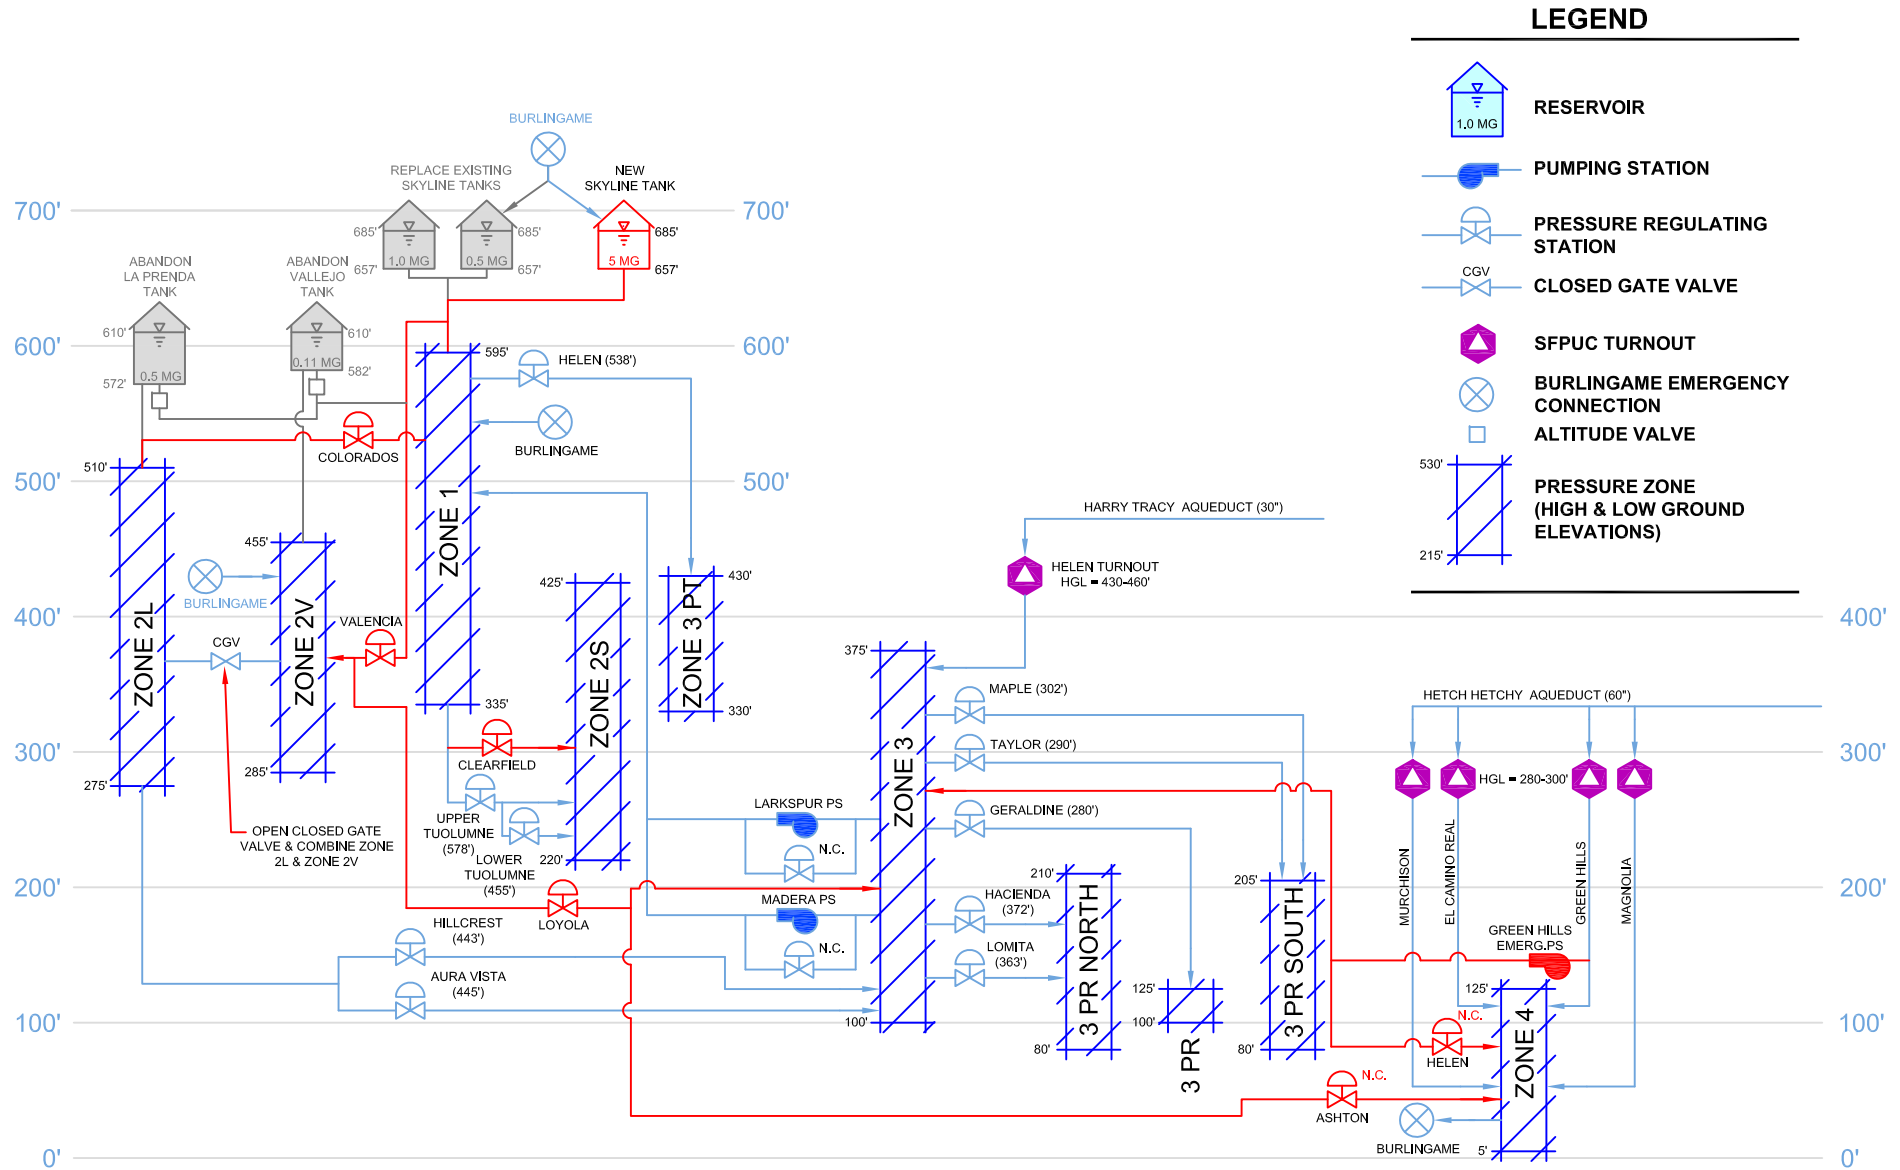 LEGEND
1.0 MG
RESERVOIR
PUMPING STATION
PRESSURE REGULATING
STATION
CGV
CLOSED GATE VALVE
SFPUC TURNOUT
BURLINGAME EMERGENCY
CONNECTION
ALTITUDE VALVE
530'
215'
PRESSURE ZONE
(HIGH & LOW GROUND
ELEVATIONS)
BURLINGAME
REPLACE EXISTING
SKYLINE TANKS
NEW
SKYLINE TANK
700'
700'
685'
657'
1.0 MG
0.5 MG
685'
657'
5 MG
685'
657'
ABANDON
LA PRENDA
TANK
ABANDON
VALLEJO
TANK
610'
572'
0.5 MG
610'
582'
0.11 MG
600'
600'
595'
335'
ZONE 1
HELEN (538')
BURLINGAME
COLORADOS
500'
500'
510'
275'
ZONE 2L
455'
285'
ZONE 2V
BURLINGAME
CGV
VALENCIA
425'
220'
ZONE 2S
430'
330'
ZONE 3 PT
400'
400'
HARRY TRACY AQUEDUCT (30")
HELEN TURNOUT
HGL = 430-460'
375'
100'
ZONE 3
MAPLE (302')
TAYLOR (290')
GERALDINE (280')
HACIENDA
(372')
LOMITA
(363')
HETCH HETCHY AQUEDUCT (60")
HGL = 280-300'
300'
300'
CLEARFIELD
UPPER
TUOLUMNE
(578')
LOWER
TUOLUMNE
(455')
OPEN CLOSED GATE
VALVE & COMBINE ZONE
2L & ZONE 2V
LARKSPUR PS
N.C.
MADERA PS
N.C.
LOYOLA
200'
200'
HILLCREST
(443')
AURA VISTA
(445')
210'
80'
3 PR NORTH
125'
100'
3 PR
205'
80'
3 PR SOUTH
MURCHISON
EL CAMINO REAL
GREEN HILLS
MAGNOLIA
GREEN HILLS
EMERG.PS
125'
5'
ZONE 4
N.C.
HELEN
N.C.
ASHTON
BURLINGAME
100'
100'
0'
0'